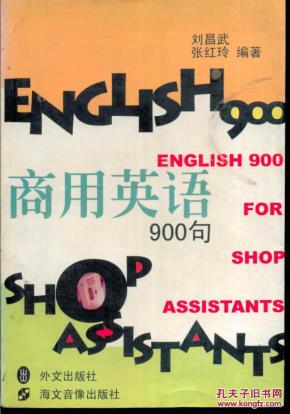 刘昌武
张红玲 编著
ENGLISH 900
ENGLISH 900
FOR
SHOP
ASSISTANTS
商用英语
900句
SHOP
ASSISTANTS
外文出版社
海文音像出版社
孔夫子旧书网